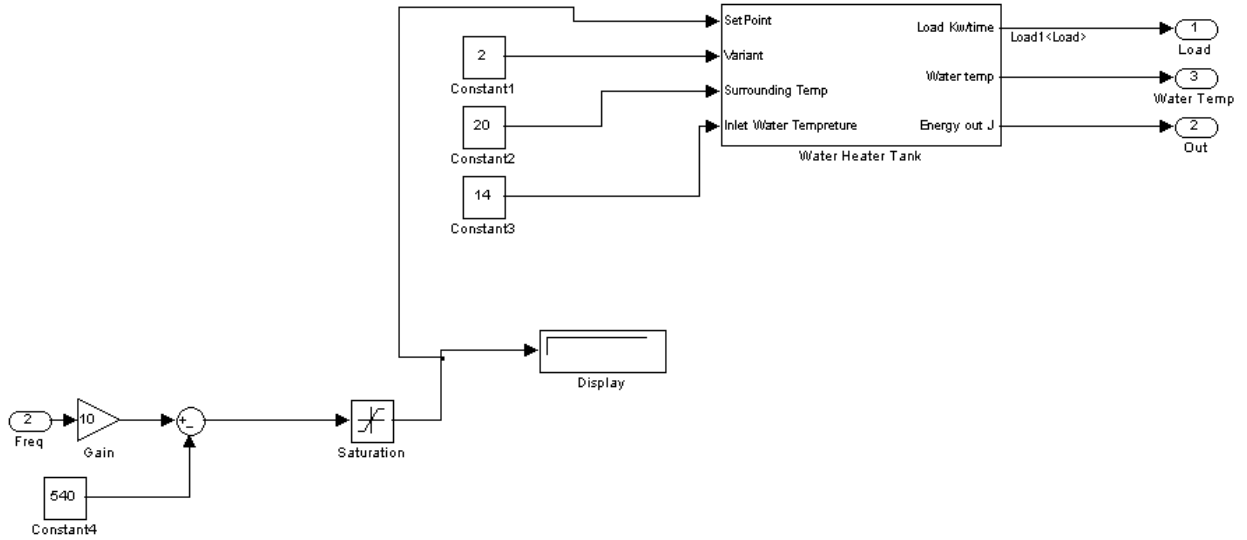 SetPoint
Variant
Surrounding Temp
Inlet Water Tempreture
Load Kw/time
Water temp
Energy out J
Water Heater Tank
Load1<Load>
1
Load
3
Water Temp
2
Out
2
Constant1
20
Constant2
14
Constant3
Display
2
Freq
10
Gain
+
-
Saturation
540
Constant4